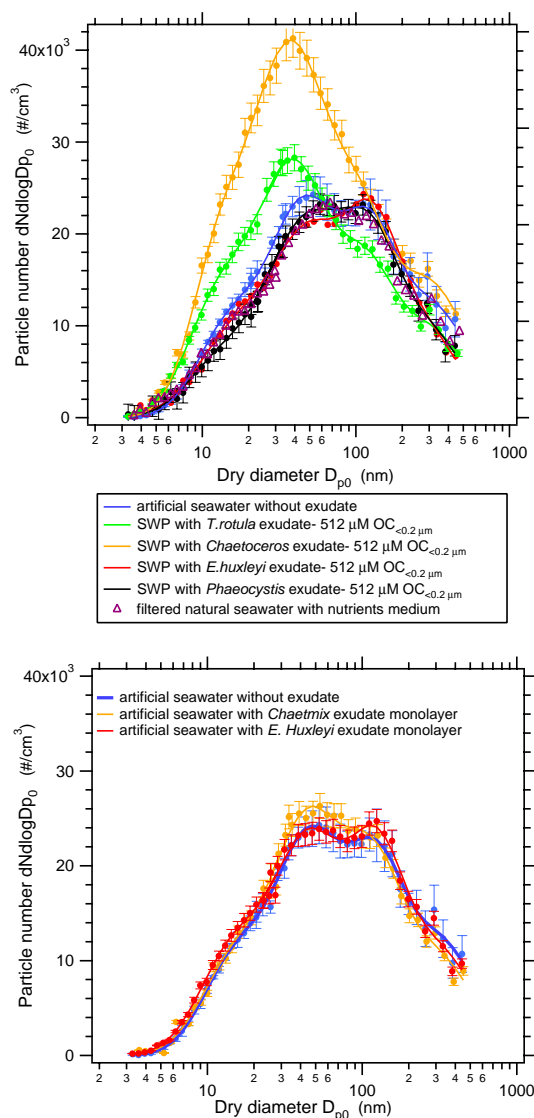 40x10³
30
20
10
0
Particle number dNdlogDp₀ (#/cm³)
2 3 4 5 6 8 10 2 3 4 5 6 8 100 2 3 4 5 6 8 1000
Dry diameter Dₚ₀ (nm)
artificial seawater without exudate
SWP with T.rotula exudate- 512 µM OC<0.2 µm
SWP with Chaetoceros exudate- 512 µM OC<0.2 µm
SWP with E.huxleyi exudate- 512 µM OC<0.2 µm
SWP with Phaeocystis exudate- 512 µM OC<0.2 µm
filtered natural seawater with nutrients medium
40x10³
30
20
10
0
Particle number dNdlogDp₀ (#/cm³)
artificial seawater without exudate
artificial seawater with Chaetmix exudate monolayer
artificial seawater with E. Huxleyi exudate monolayer
2 3 4 5 6 8 10 2 3 4 5 6 8 100 2 3 4 5 6 8 1000
Dry diameter Dₚ₀ (nm)